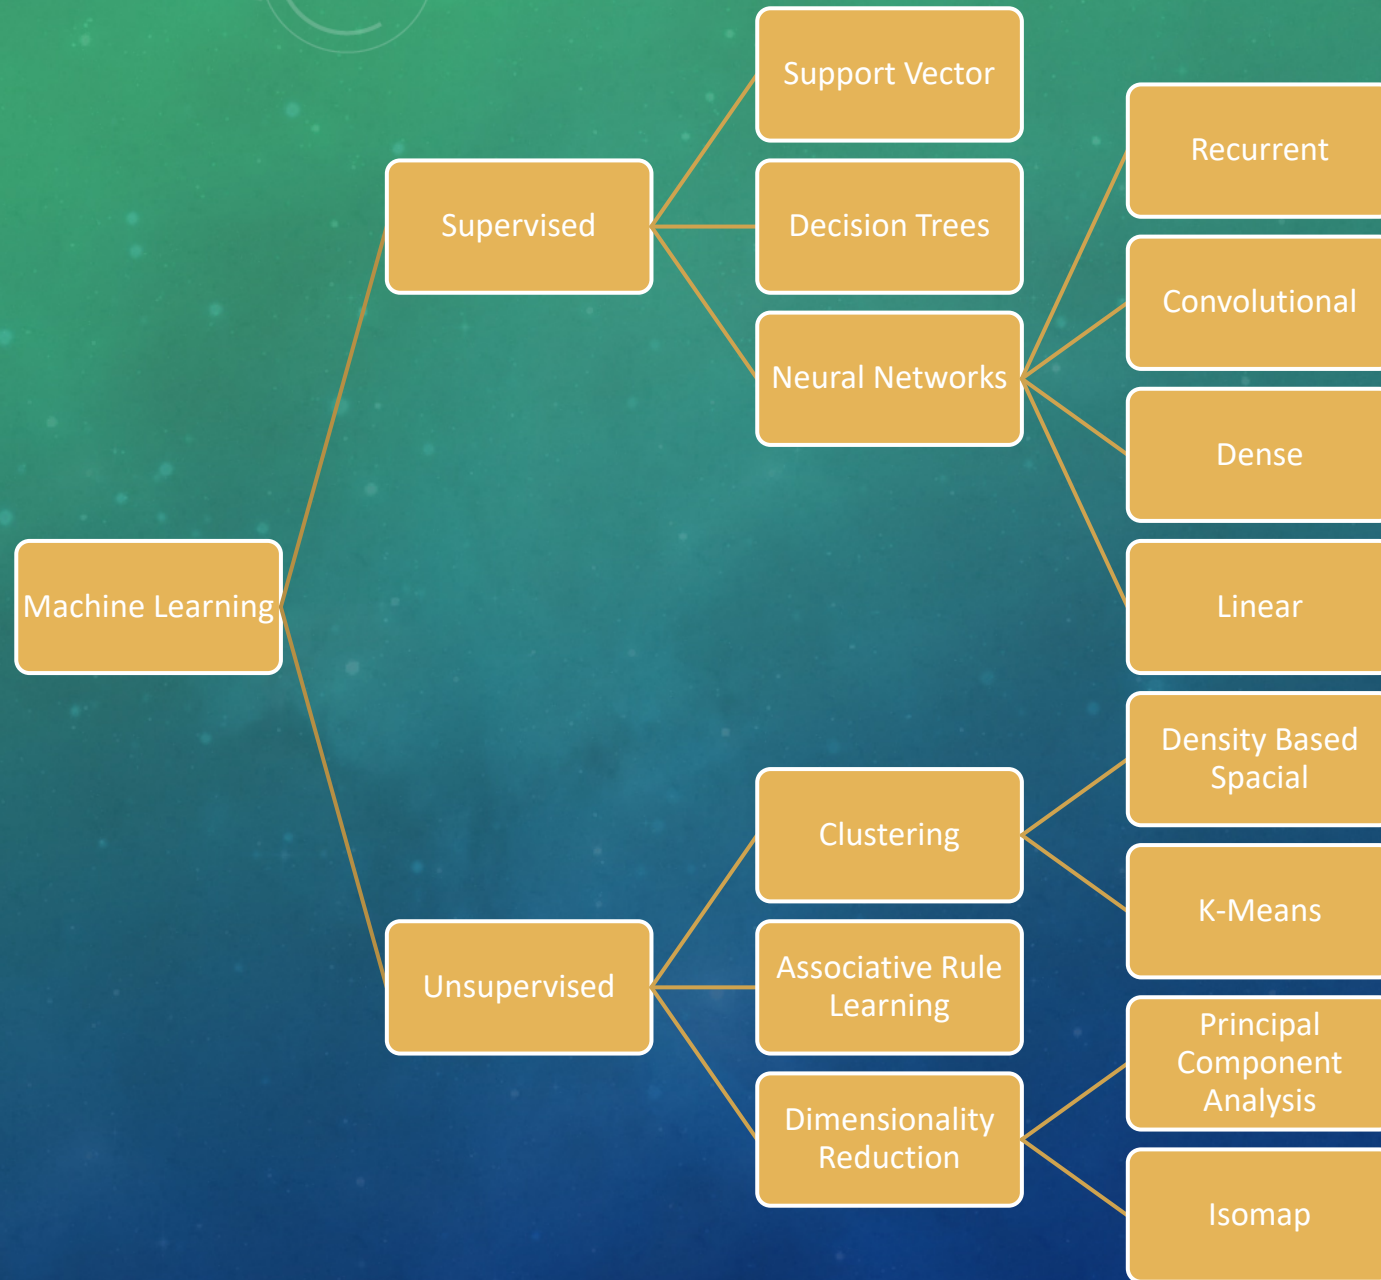 Machine Learning
Supervised
Support Vector
Decision Trees
Neural Networks
Recurrent
Convolutional
Dense
Linear
Unsupervised
Clustering
Density Based
Spacial
K-Means
Associative Rule
Learning
Dimensionality
Reduction
Principal
Component
Analysis
Isomap